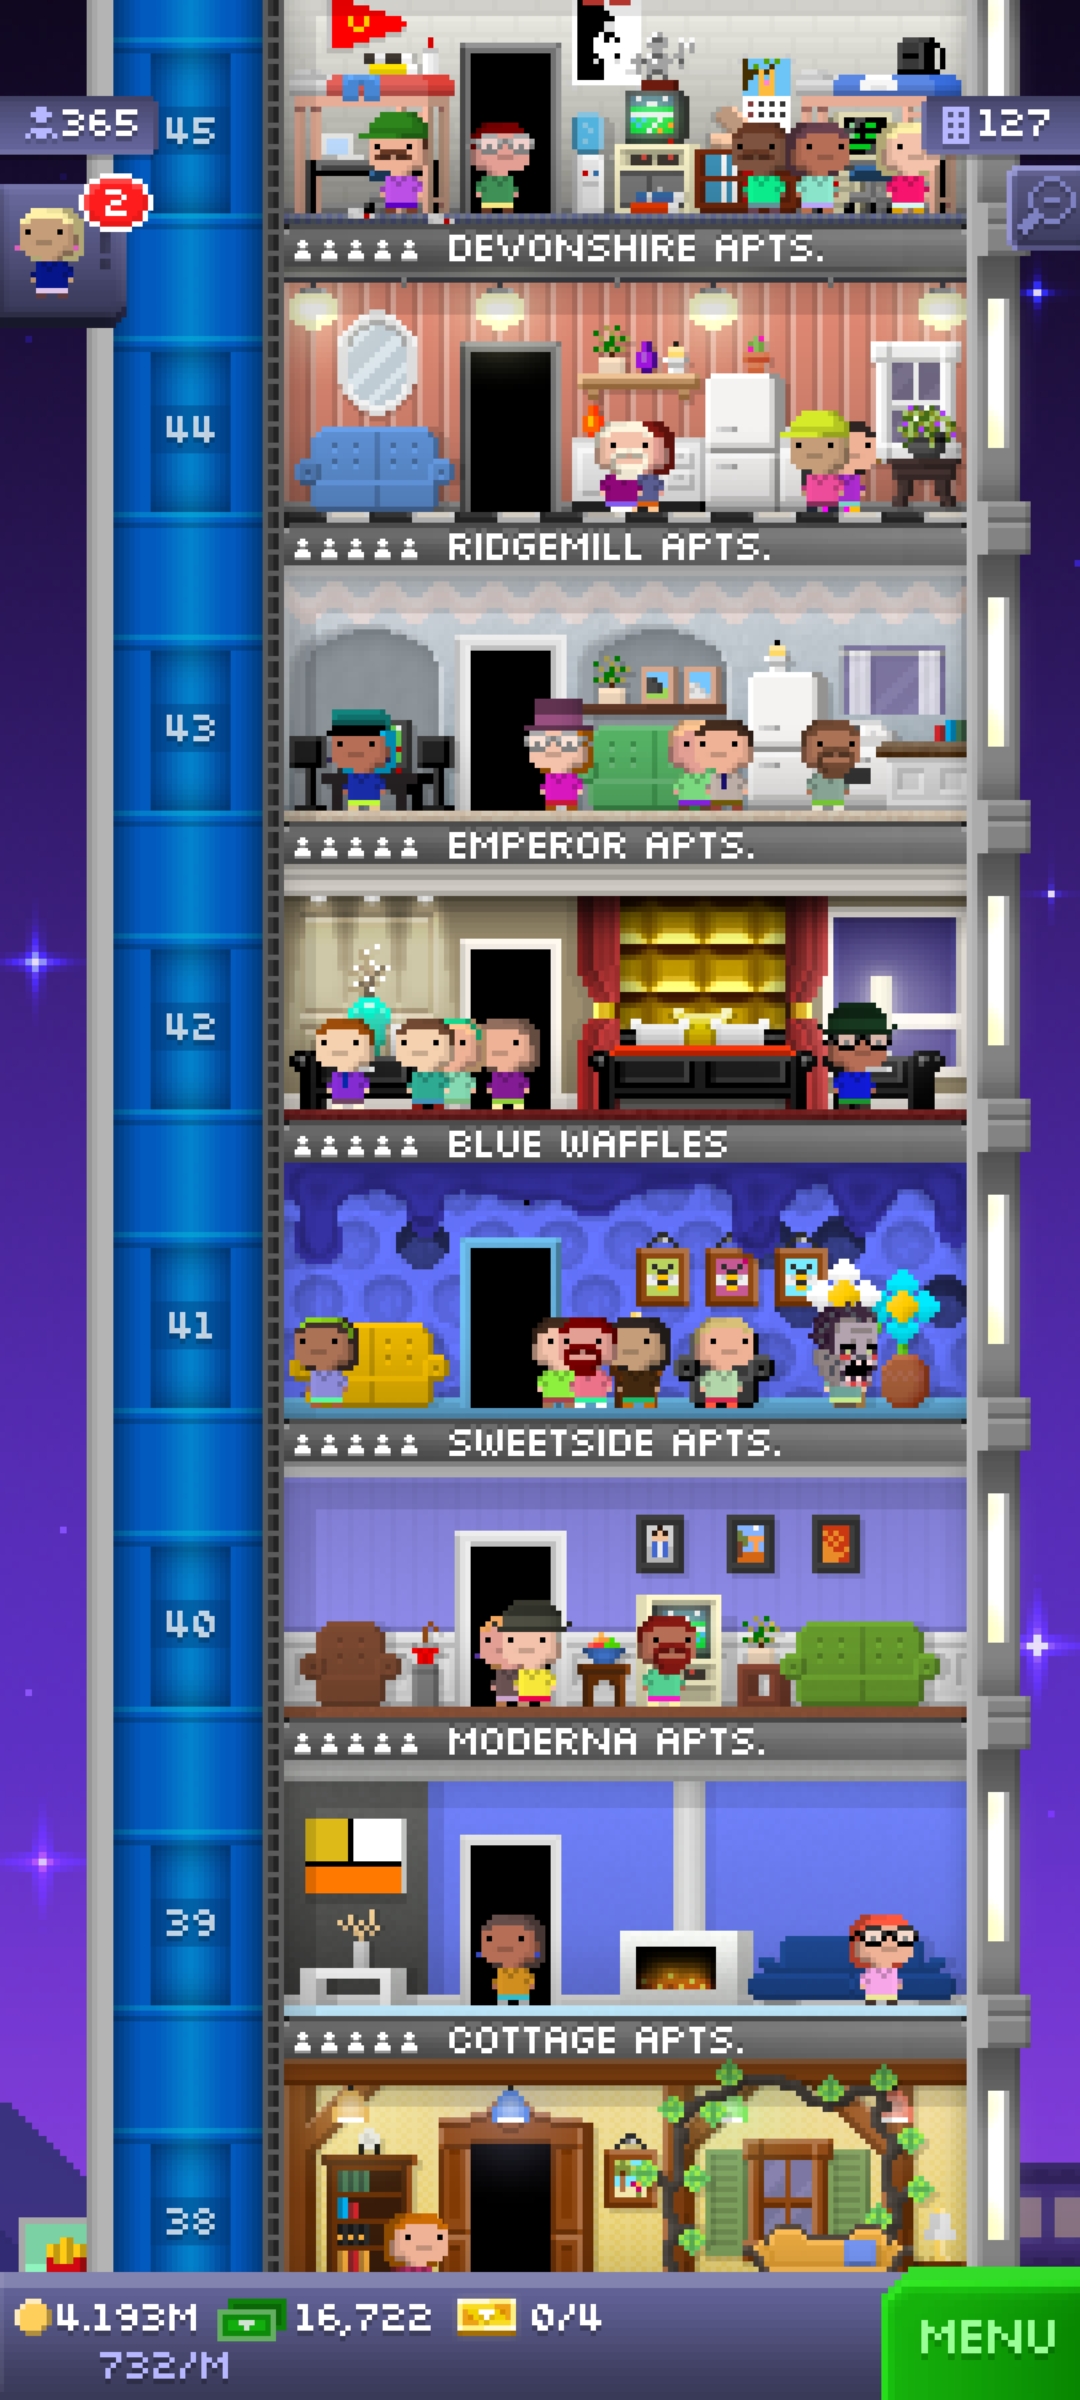 365
45
127
2
DEVONSHIRE APTS.
44
RIDGEMILL APTS.
43
EMPEROR APTS.
42
BLUE WAFFLES
41
SWEETSIDE APTS.
40
MODERNA APTS.
39
COTTAGE APTS.
38
4.193M 16,722 0/4
732/M
MENU